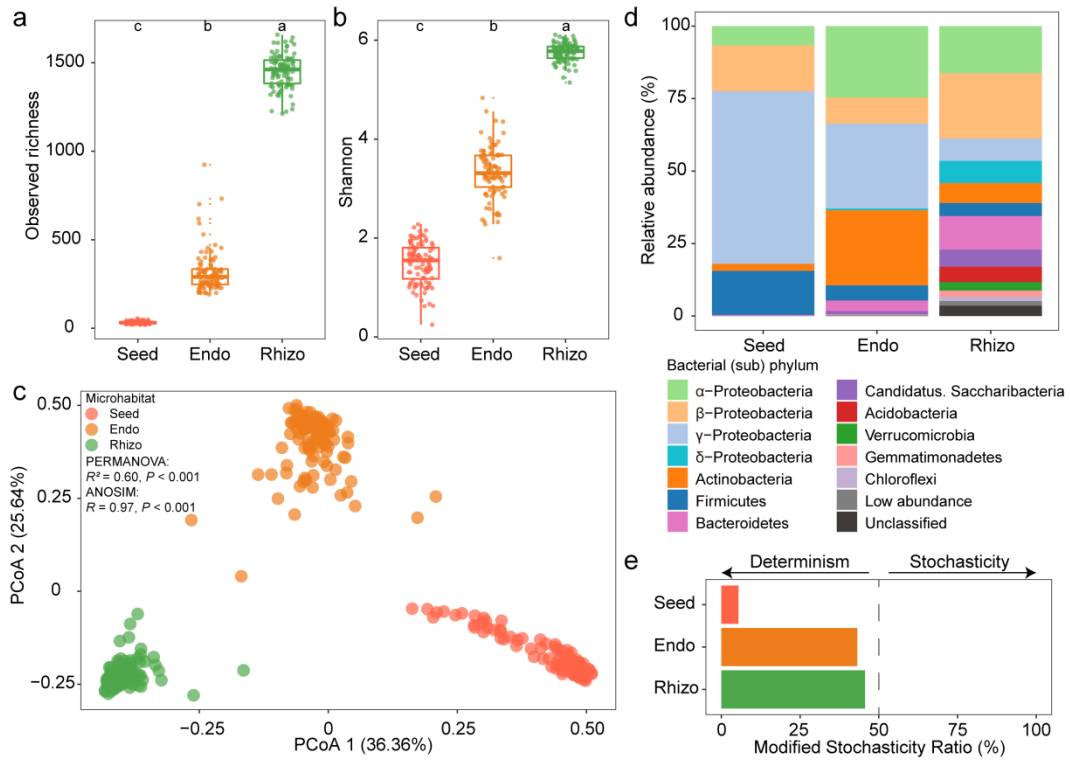 a
c
b
a
Observed richness
1500
1000
500
0
Seed
Endo
Rhizo
b
c
b
a
Shannon
6
4
2
0
Seed
Endo
Rhizo
d
Relative abundance (%)
100
75
50
25
0
Seed
Endo
Rhizo
Bacterial (sub) phylum
α−Proteobacteria
β−Proteobacteria
γ−Proteobacteria
δ−Proteobacteria
Actinobacteria
Firmicutes
Bacteroidetes
Candidatus. Saccharibacteria
Acidobacteria
Verrucomicrobia
Gemmatimonadetes
Chloroflexi
Low abundance
Unclassified
c
Microhabitat
Seed
Endo
Rhizo
PERMANOVA:
R² = 0.60, P < 0.001
ANOSIM:
R = 0.97, P < 0.001
PCoA 2 (25.64%)
0.50
0.25
0
−0.25
−0.25
0
0.25
0.50
PCoA 1 (36.36%)
e
Determinism
Stochasticity
Seed
Endo
Rhizo
0
25
50
75
100
Modified Stochasticity Ratio (%)